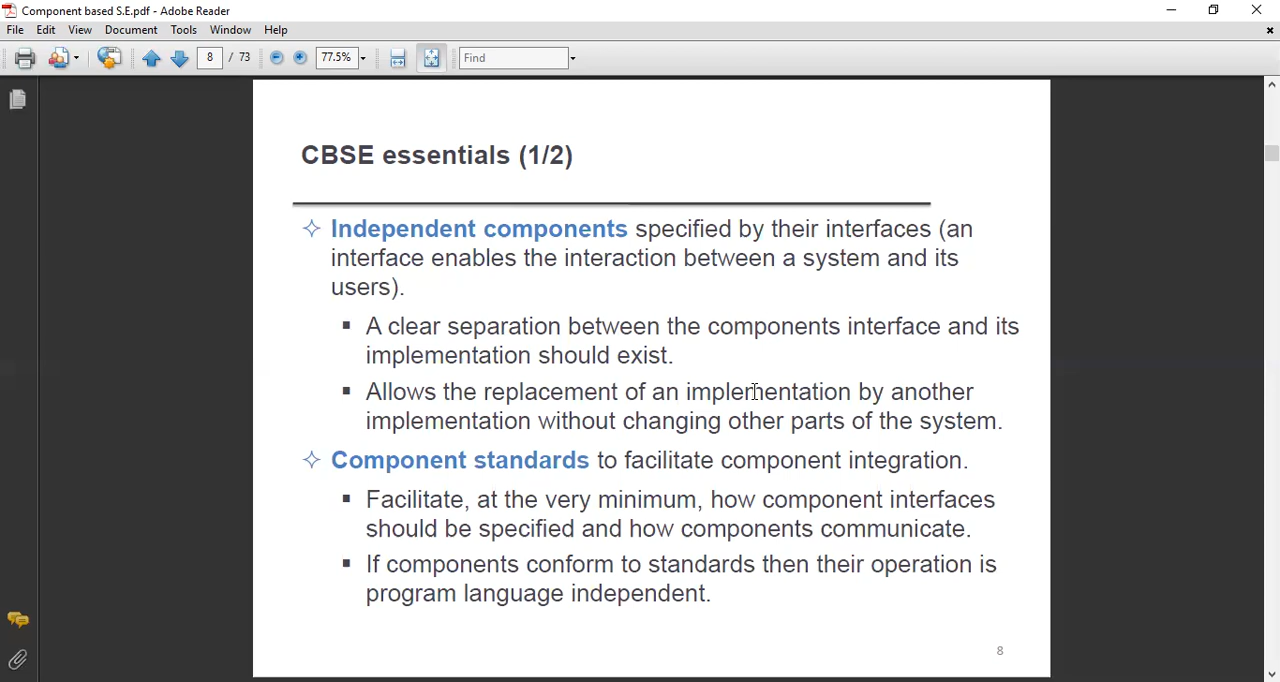 Component based S.E.pdf - Adobe Reader
File Edit View Document Tools Window Help
8 / 73 77.5% Find
CBSE essentials (1/2)
✧ Independent components specified by their interfaces (an
interface enables the interaction between a system and its
users).
▪ A clear separation between the components interface and its
implementation should exist.
▪ Allows the replacement of an implementation by another
implementation without changing other parts of the system.
✧ Component standards to facilitate component integration.
▪ Facilitate, at the very minimum, how component interfaces
should be specified and how components communicate.
▪ If components conform to standards then their operation is
program language independent.
8